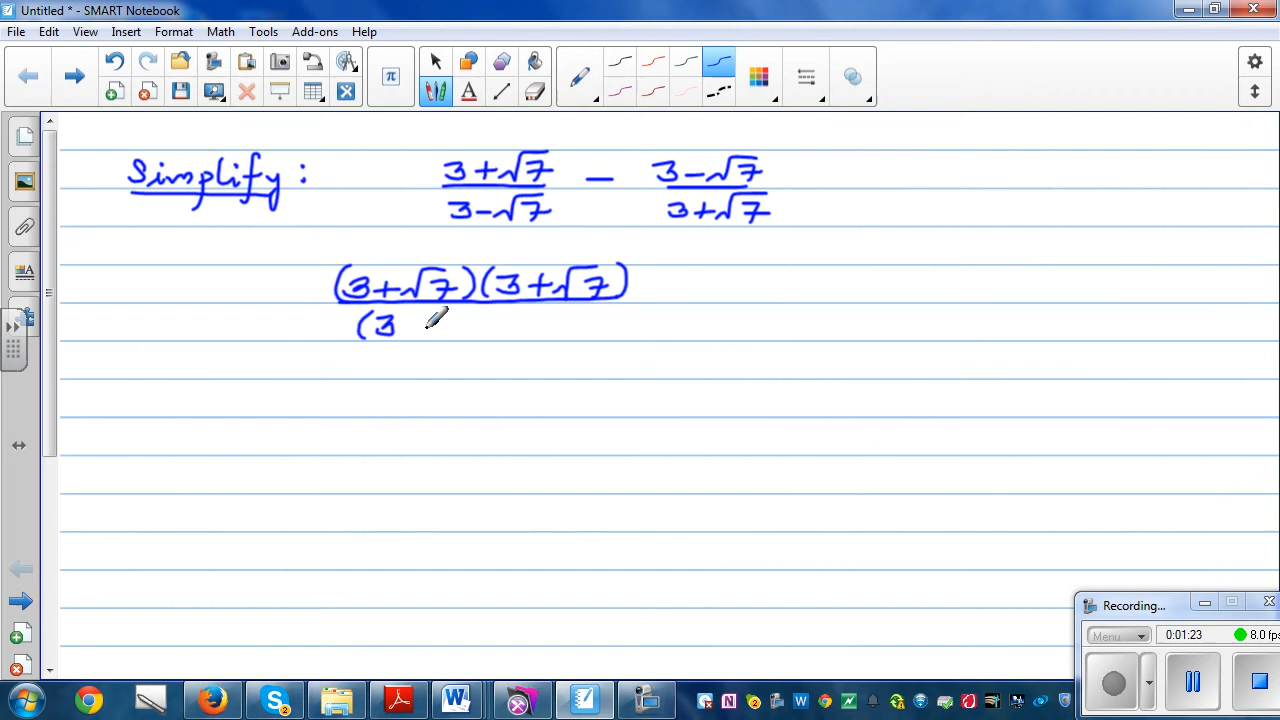 Untitled * - SMART Notebook
File Edit View Insert Format Math Tools Add-ons Help
π
A
Simplify : 3 + √7 / 3 - √7 - 3 - √7 / 3 + √7
(3 + √7)(3 + √7)
(3
Recording...
Menu 0:01:23 8.0 fps